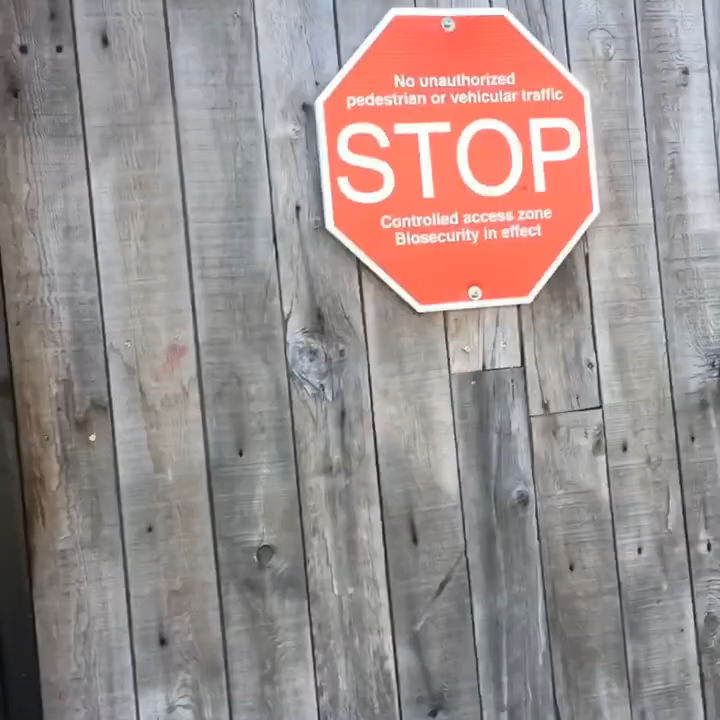 No unauthorized
pedestrian or vehicular traffic
STOP
Controlled access zone
Biosecurity in effect